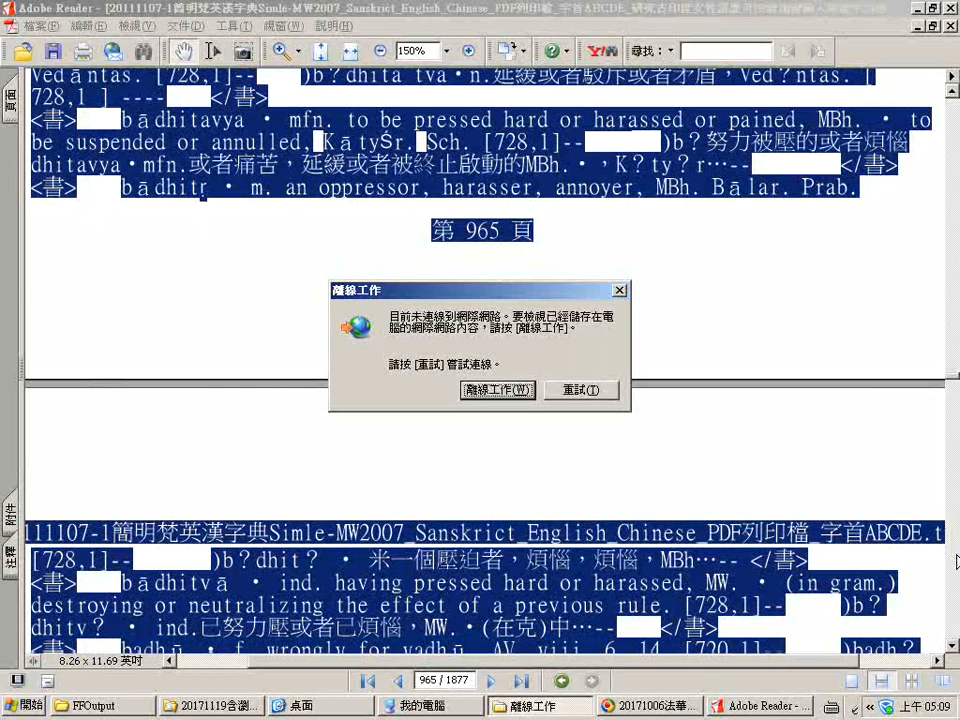 Adobe Reader - [20111107-1簡明梵英漢字典Simle-MW2007_Sanskrict_English_Chinese_PDF列印檔_字首ABCDE_
檔案(F) 編輯(E) 檢視(V) 文件(D) 工具(T) 視窗(W) 說明(H)
150% 尋找:
頁面
Vedāntas. [728,1]-- )b？dhita tva‧n.延緩或者駁斥或者矛盾，Ved？ntas. [
728,1 ] ---- </書>
<書> bādhitavya ‧ mfn. to be pressed hard or harassed or pained, MBh. ‧ to
be suspended or annulled, KātyŚr. Sch. [728,1]-- )b？努力被壓的或者煩惱
dhitavya‧mfn.或者痛苦，延緩或者被終止啟動的MBh.‧，K？ty？r…-- </書>
<書> bādhitṛ ‧ m. an oppressor, harasser, annoyer, MBh. Bālar. Prab.
第 965 頁
離線工作
目前未連線到網際網路。要檢視已經儲存在電
腦的網際網路內容，請按 [離線工作]。
請按 [重試] 嘗試連線。
離線工作(W) 重試(T)
附件
註釋
111107-1簡明梵英漢字典Simle-MW2007_Sanskrict_English_Chinese_PDF列印檔_字首ABCDE.t
[728,1]-- )b？dhit？ ‧ 米一個壓迫者，煩惱，煩惱，MBh…-- </書>
<書> bādhitvā ‧ ind. having pressed hard or harassed, MW. ‧ (in gram.)
destroying or neutralizing the effect of a previous rule. [728,1]-- )b？
dhitv？ ‧ ind.已努力壓或者已煩惱，MW.‧(在克)中…-- </書>
<書> badhū ‧ f. wrongly for vadhū, AV. viii, 6, 14. [720,1]-- )badh？
8.26 x 11.69 英吋
965 / 1877
開始 FFOutput 20171119含瀏... 桌面 我的電腦 離線工作 20171006法華... Adobe Reader - ... 上午 05:09